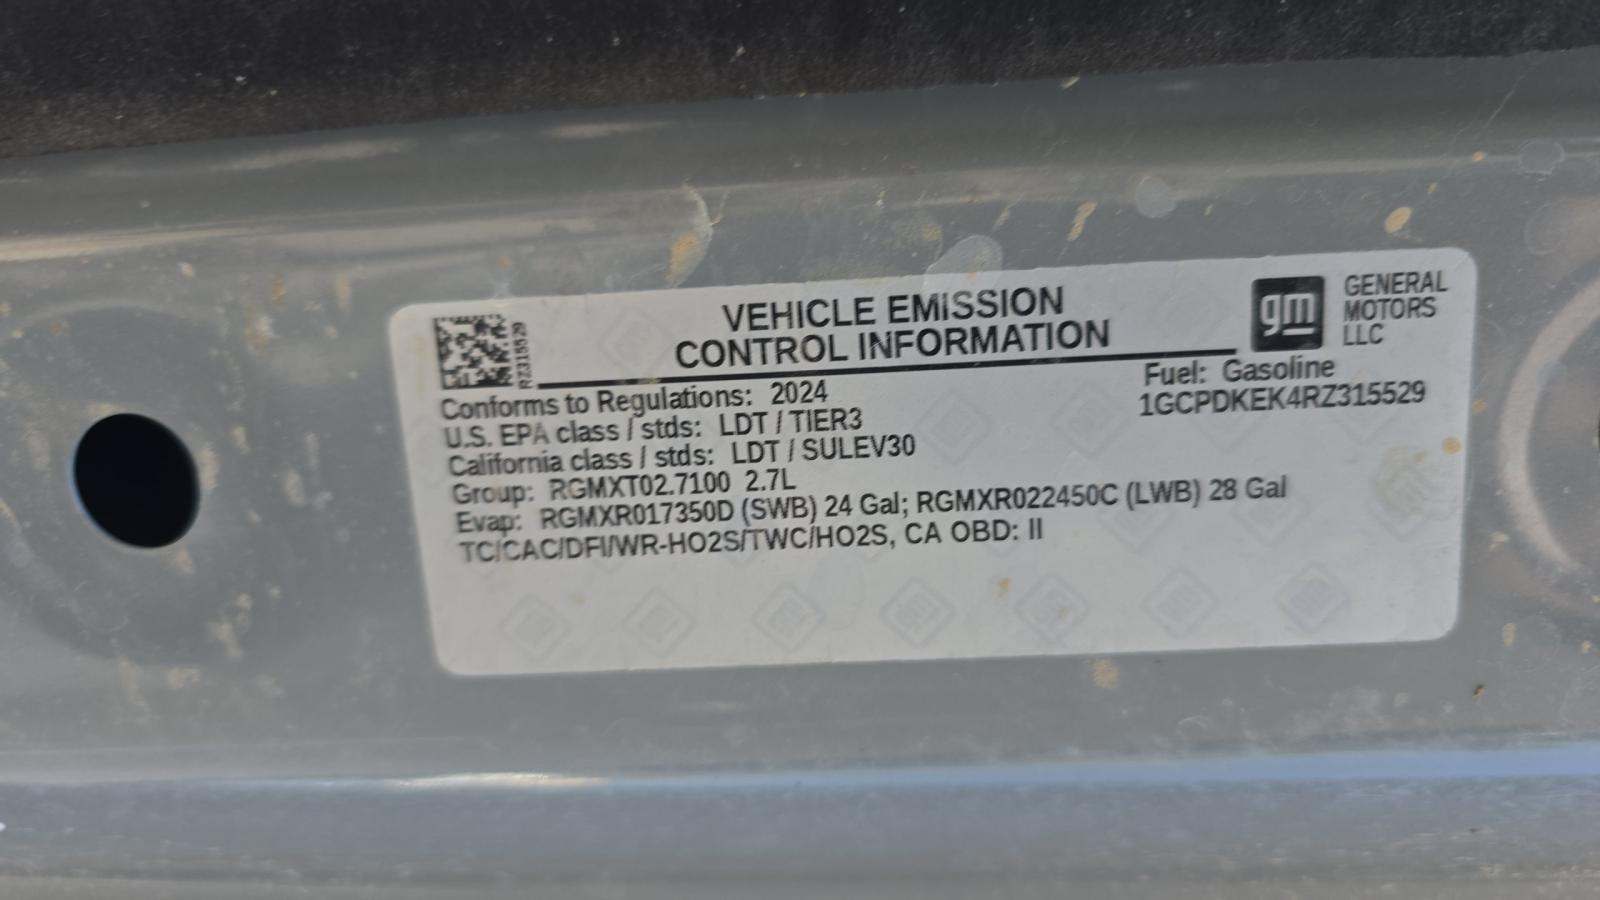 RZ315529
VEHICLE EMISSION
CONTROL INFORMATION
gm
GENERAL
MOTORS
LLC
Conforms to Regulations: 2024
U.S. EPA class / stds: LDT / TIER3
California class / stds: LDT / SULEV30
Group: RGMXT02.7100 2.7L
Evap: RGMXR017350D (SWB) 24 Gal; RGMXR022450C (LWB) 28 Gal
TC/CAC/DFI/WR-HO2S/TWC/HO2S, CA OBD: II
Fuel: Gasoline
1GCPDKEK4RZ315529